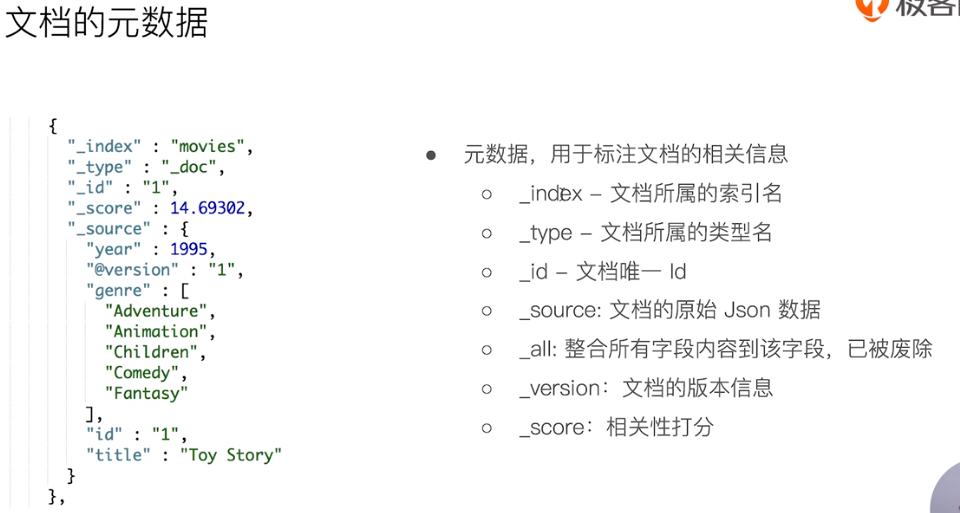 文档的元数据
极客
{
"_index" : "movies",
"_type" : "_doc",
"_id" : "1",
"_score" : 14.69302,
"_source" : {
"year" : 1995,
"@version" : "1",
"genre" : [
"Adventure",
"Animation",
"Children",
"Comedy",
"Fantasy"
],
"id" : "1",
"title" : "Toy Story"
}
},
● 元数据，用于标注文档的相关信息
○ _index – 文档所属的索引名
○ _type – 文档所属的类型名
○ _id – 文档唯一 Id
○ _source: 文档的原始 Json 数据
○ _all: 整合所有字段内容到该字段，已被废除
○ _version：文档的版本信息
○ _score：相关性打分